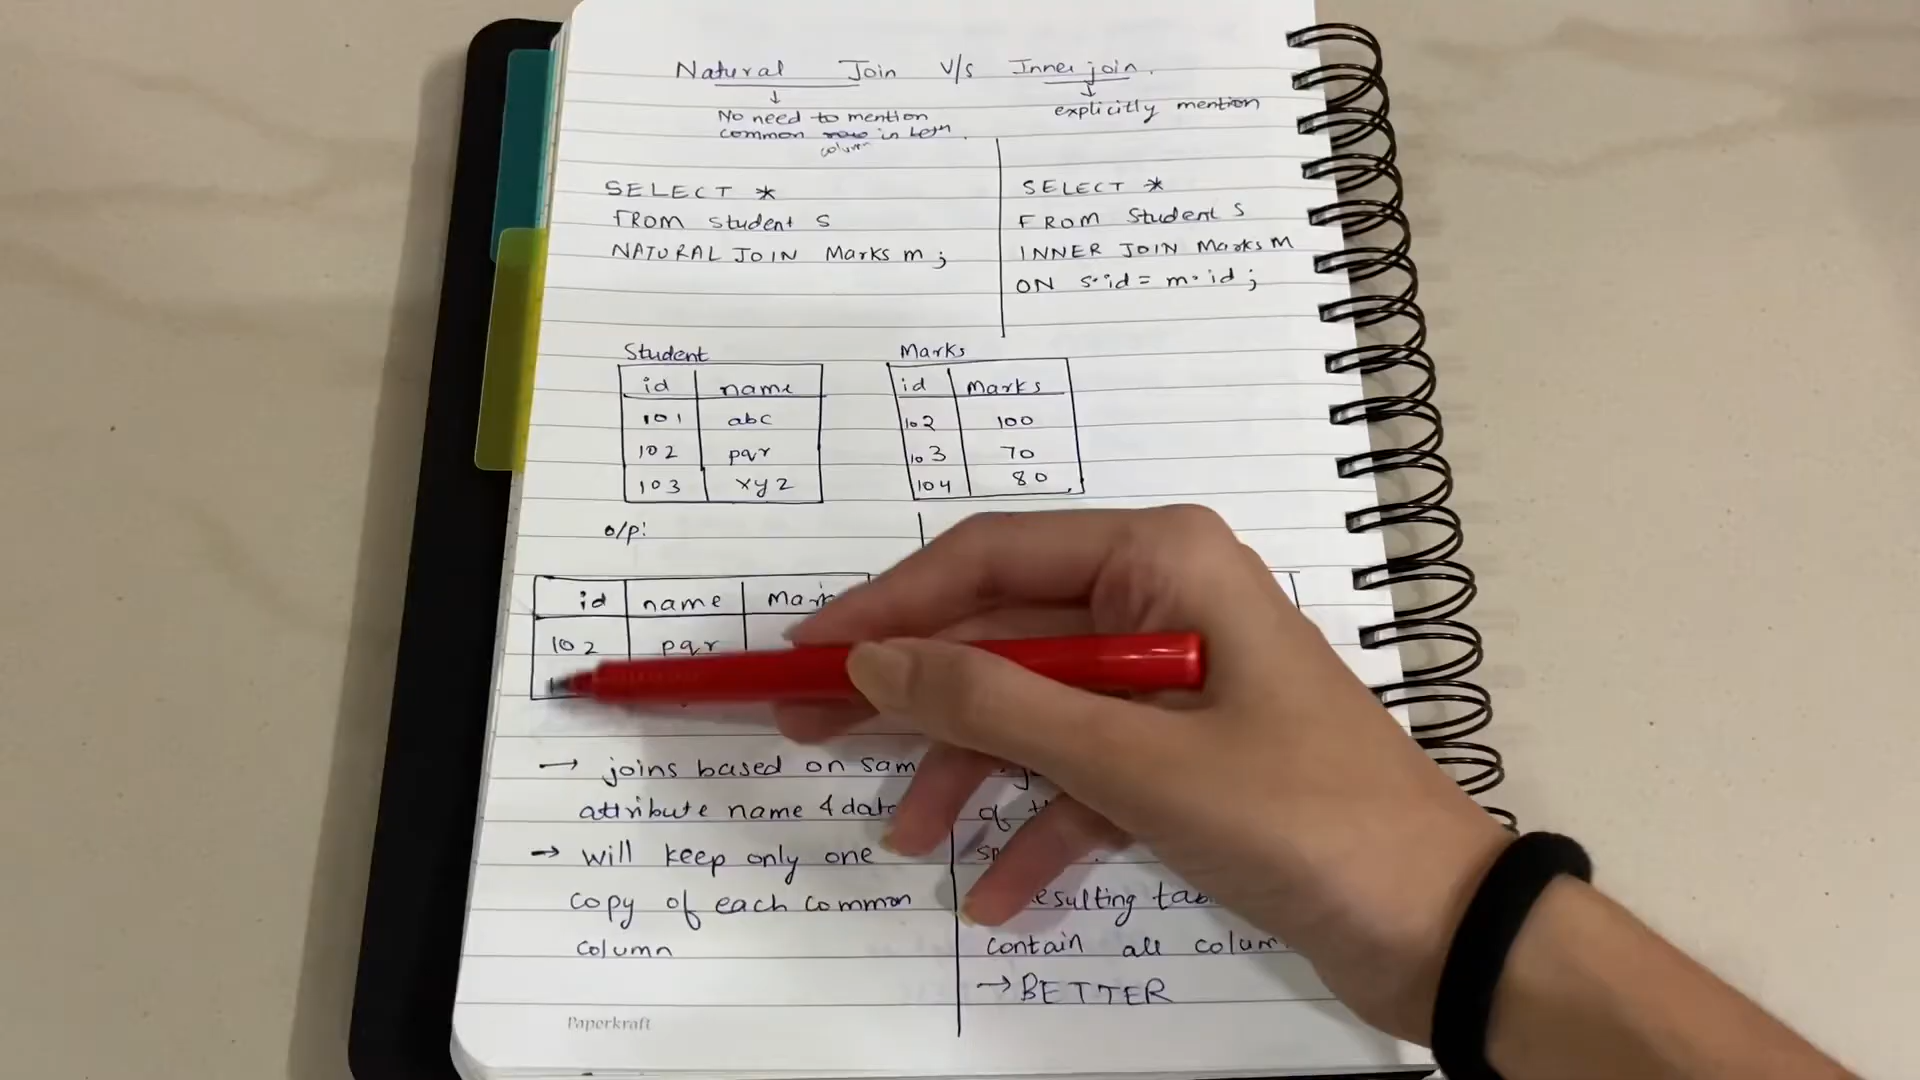 Natural Join V/s Inner join.
No need to mention
common in both
column
explicitly mention
SELECT *
FROM Student S
NATURAL JOIN Marks m ;
SELECT *
FROM Student S
INNER JOIN Marks M
ON s.id = m.id ;
Student
id name
101 abc
102 pqr
103 xyz
Marks
id Marks
102 100
103 70
104 80
o/p:
id name
102 pqr
→ joins based on
attribute name &
→ will keep only one
copy of each common
column
contain all
→ BETTER
Paperkraft